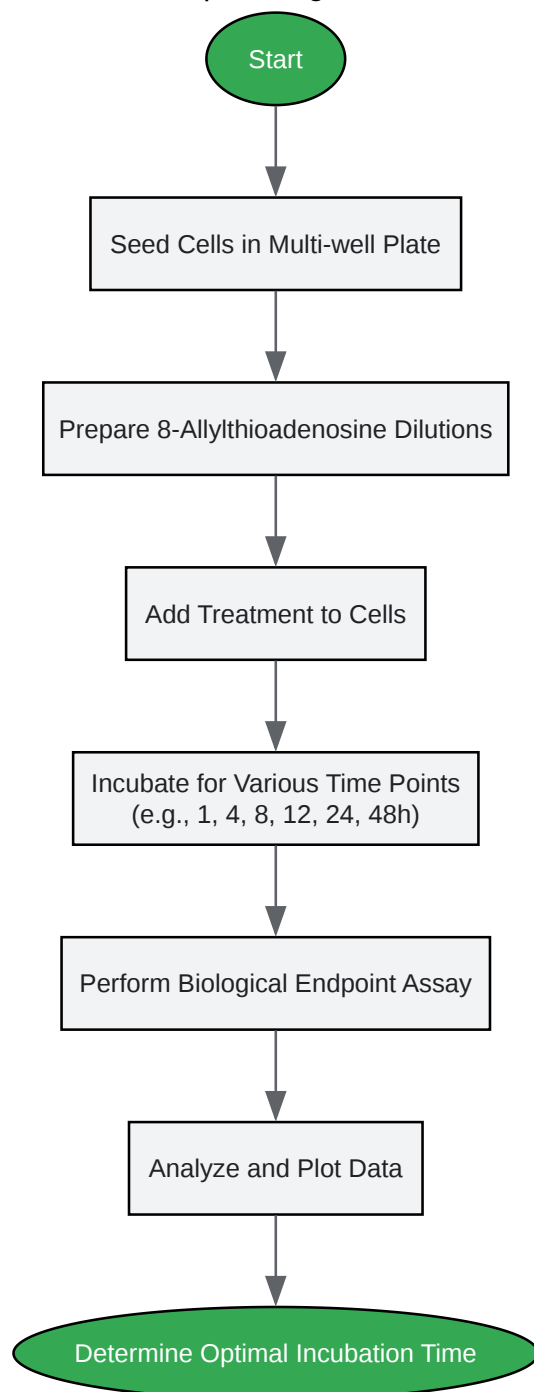 Start
Seed Cells in Multi-well Plate
Prepare 8-Allylthioadenosine Dilutions
Add Treatment to Cells
Incubate for Various Time Points
(e.g., 1, 4, 8, 12, 24, 48h)
Perform Biological Endpoint Assay
Analyze and Plot Data
Determine Optimal Incubation Time